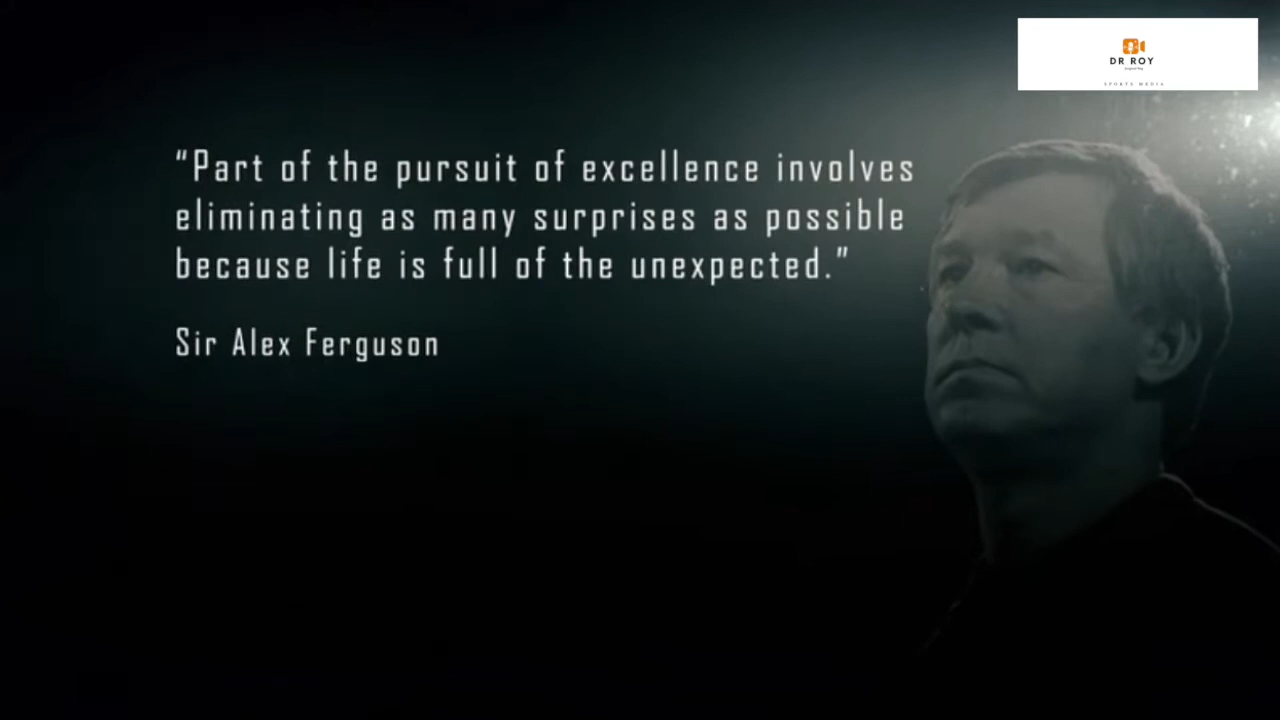 DR ROY
SPORTS MEDIA
“Part of the pursuit of excellence involves
eliminating as many surprises as possible
because life is full of the unexpected.”
Sir Alex Ferguson